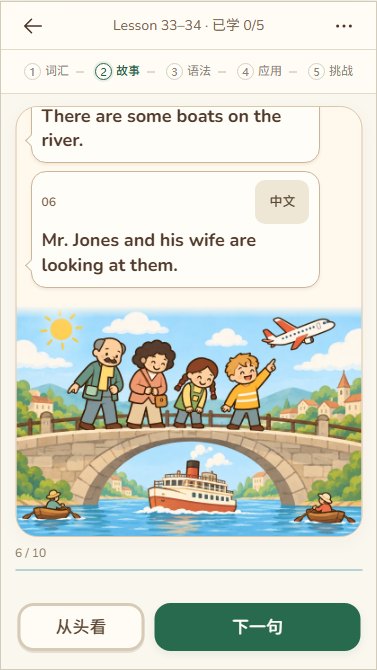 Lesson 33–34 · 已学 0/5
1 词汇 2 故事 3 语法 4 应用 5 挑战
There are some boats on the
river.
06 中文
Mr. Jones and his wife are
looking at them.
6 / 10
从头看 下一句